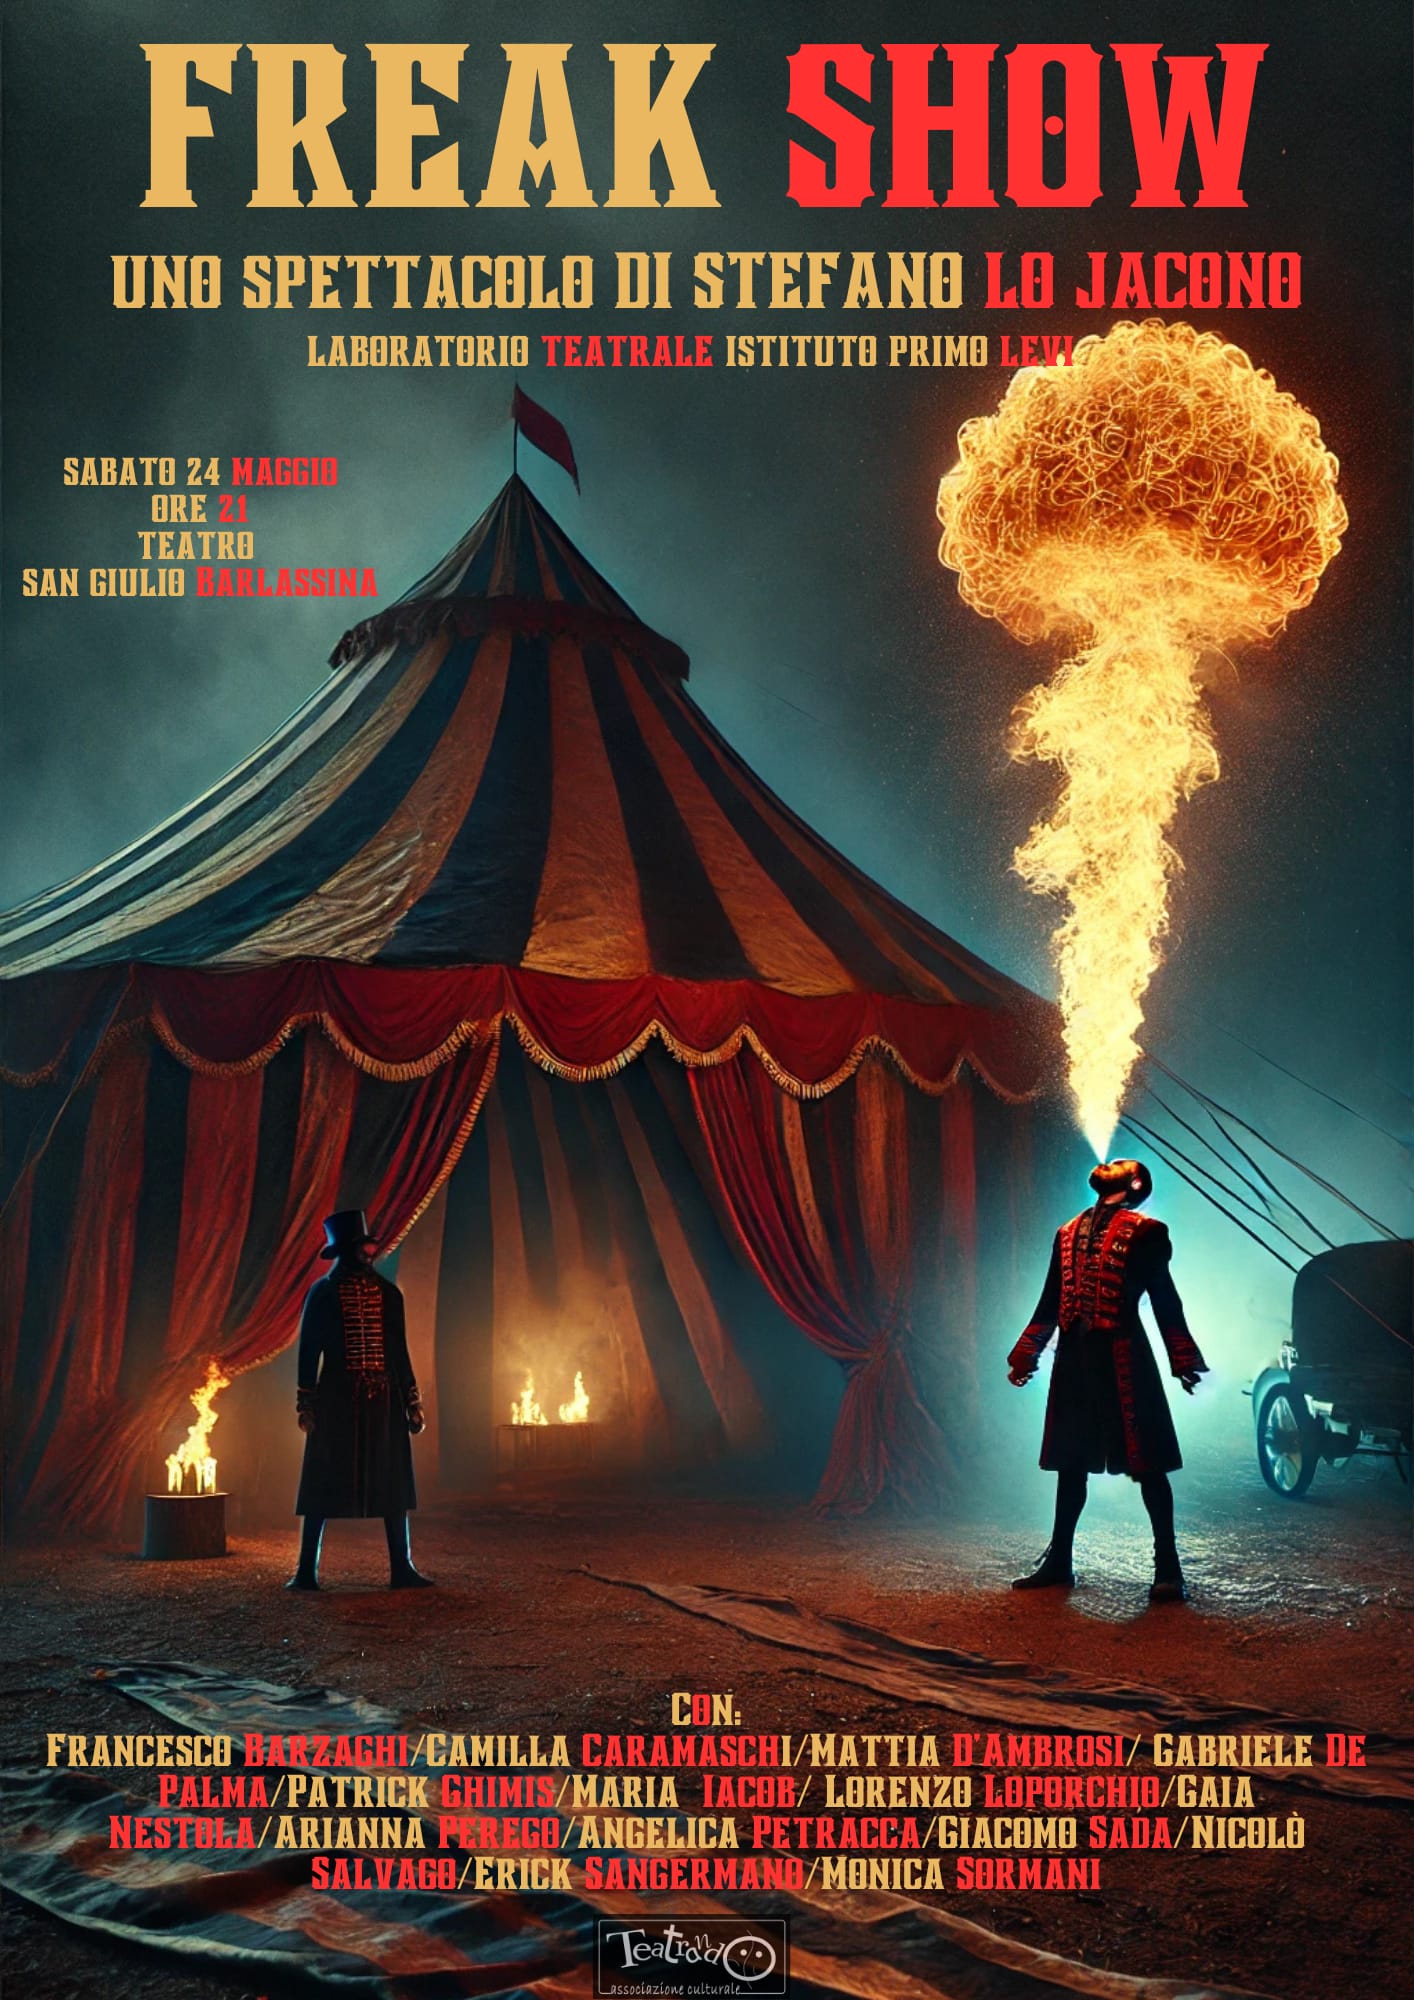 FREAK SHOW
UNO SPETTACOLO DI STEFANO LO JACONO
LABORATORIO TEATRALE ISTITUTO PRIMO LEVI
SABATO 24 MAGGIO
ORE 21
TEATRO
SAN GIULIO BARLASSINA
CON:
FRANCESCO BARZAGHI/CAMILLA CARAMASCHI/MATTIA D'AMBROSI/ GABRIELE DE
PALMA/PATRICK GHIMIS/MARIA IACOB/ LORENZO LOPORCHIO/GAIA
NESTOLA/ARIANNA PEREGO/ANGELICA PETRACCA/GIACOMO SADA/NICOLÒ
SALVAGO/ERICK SANGERMANO/MONICA SORMANI
Teatrando
associazione culturale